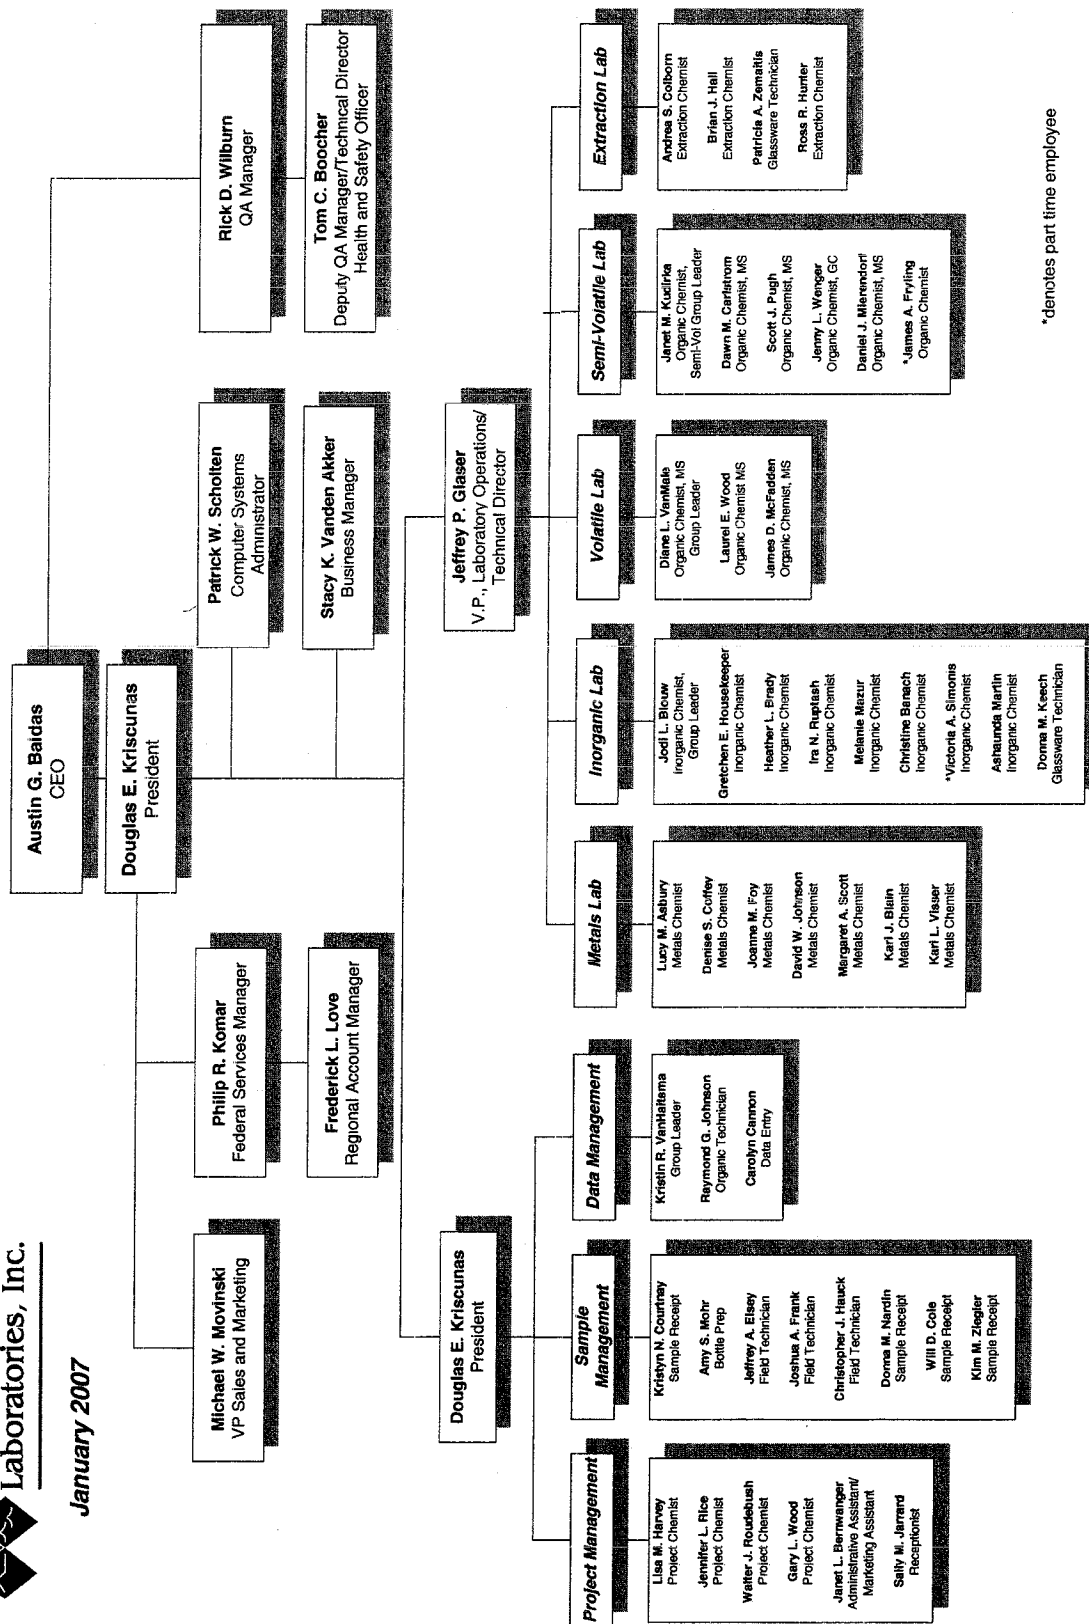 Laboratories, Inc.
January 2007
Austin G. Baidas
CEO
Douglas E. Kriscunas
President
Michael W. Movinski
VP Sales and Marketing
Philip R. Komar
Federal Services Manager
Frederick L. Love
Regional Account Manager
Patrick W. Scholten
Computer Systems
Administrator
Stacy K. Vanden Akker
Business Manager
Rick D. Wilburn
QA Manager
Tom C. Boocher
Deputy QA Manager/Technical Director
Health and Safety Officer
Douglas E. Kriscunas
President
Jeffrey P. Glaser
V.P., Laboratory Operations/
Technical Director
Project Management
Lisa M. Harvey
Project Chemist
Jennifer L. Rice
Project Chemist
Walter J. Roudebush
Project Chemist
Gary L. Wood
Project Chemist
Janet L. Bernwanger
Administrative Assistant/
Marketing Assistant
Sally M. Jarrard
Receptionist
Sample
Management
Kristyn N. Courtnay
Sample Receipt
Amy S. Mohr
Bottle Prep
Jeffrey A. Elsey
Field Technician
Joshua A. Frank
Field Technician
Christopher J. Hauck
Field Technician
Donna M. Nardin
Sample Receipt
Will D. Cole
Sample Receipt
Kim M. Ziegler
Sample Receipt
Data Management
Kristin R. VanHaitsma
Group Leader
Raymond G. Johnson
Organic Technician
Carolyn Cannon
Data Entry
Metals Lab
Lucy M. Asbury
Metals Chemist
Denise S. Coffey
Metals Chemist
Joanne M. Foy
Metals Chemist
David W. Johnson
Metals Chemist
Margaret A. Scott
Metals Chemist
Karl J. Blain
Metals Chemist
Karl L. Visser
Metals Chemist
Inorganic Lab
Jodi L. Blouw
Inorganic Chemist,
Group Leader
Gretchen E. Housekeeper
Inorganic Chemist
Heather L. Brady
Inorganic Chemist
Ira N. Ruptash
Inorganic Chemist
Melanie Mazur
Inorganic Chemist
Christine Banach
Inorganic Chemist
*Victoria A. Simonis
Inorganic Chemist
Ashaunda Martin
Inorganic Chemist
Donna M. Keech
Glassware Technician
Volatile Lab
Diane L. VanMale
Organic Chemist, MS
Group Leader
Laurel E. Wood
Organic Chemist MS
James D. McFadden
Organic Chemist, MS
Semi-Volatile Lab
Janet M. Kudirka
Organic Chemist,
Semi-Vol Group Leader
Dawn M. Carlstrom
Organic Chemist, MS
Scott J. Pugh
Organic Chemist, MS
Jenny L. Wenger
Organic Chemist, GC
Daniel J. Mierendorf
Organic Chemist, MS
*James A. Fryling
Organic Chemist
Extraction Lab
Andrea S. Colborn
Extraction Chemist
Brian J. Hall
Extraction Chemist
Patricia A. Zemaitis
Glassware Technician
Ross R. Hunter
Extraction Chemist
*denotes part time employee